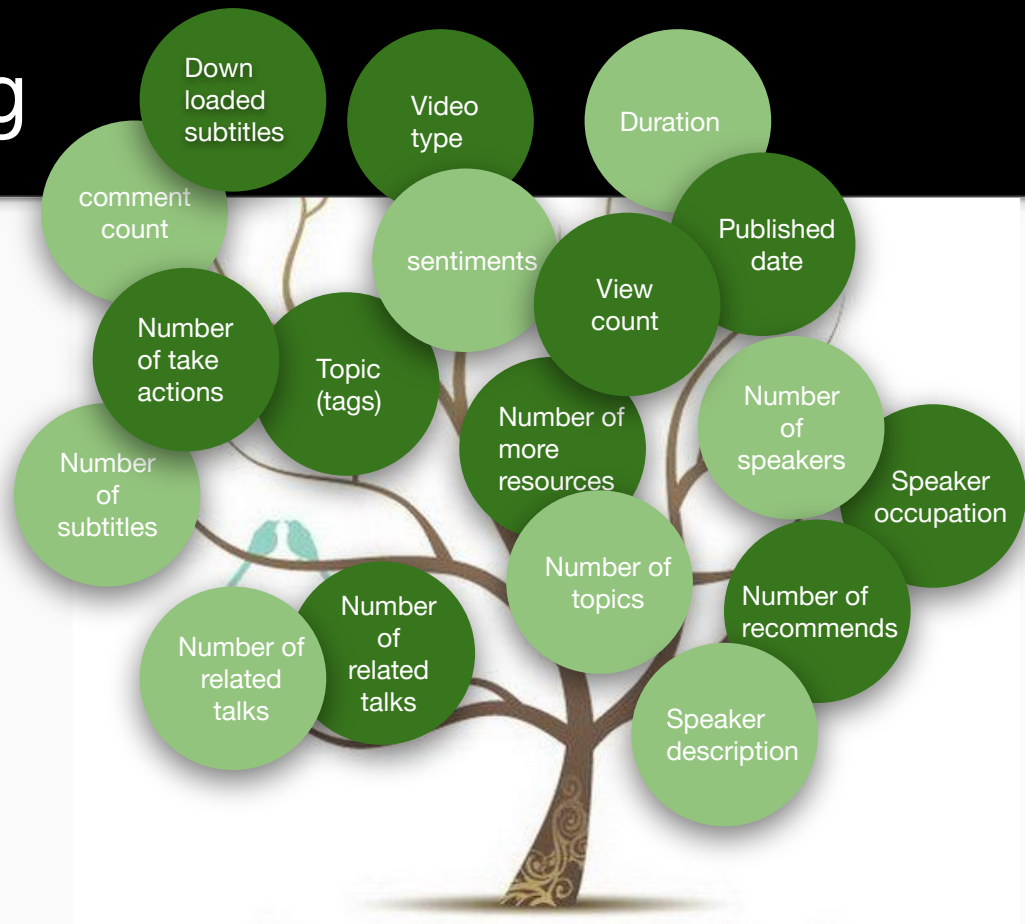 g
Down
loaded
subtitles
Video
type
Duration
comment
count
sentiments
Published
date
View
count
Number
of take
actions
Topic
(tags)
Number of
more
resources
Number
of
speakers
Speaker
occupation
Number
of
subtitles
Number of
topics
Number of
recommends
Number of
related
talks
Number
of
related
talks
Speaker
description